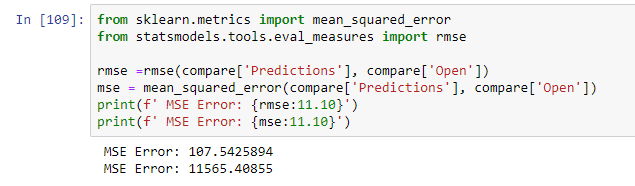 In [109]: from sklearn.metrics import mean_squared_error
from statsmodels.tools.eval_measures import rmse
rmse =rmse(compare['Predictions'], compare['Open'])
mse = mean_squared_error(compare['Predictions'], compare['Open'])
print(f' MSE Error: {rmse:11.10}')
print(f' MSE Error: {mse:11.10}')
MSE Error: 107.5425894
MSE Error: 11565.40855